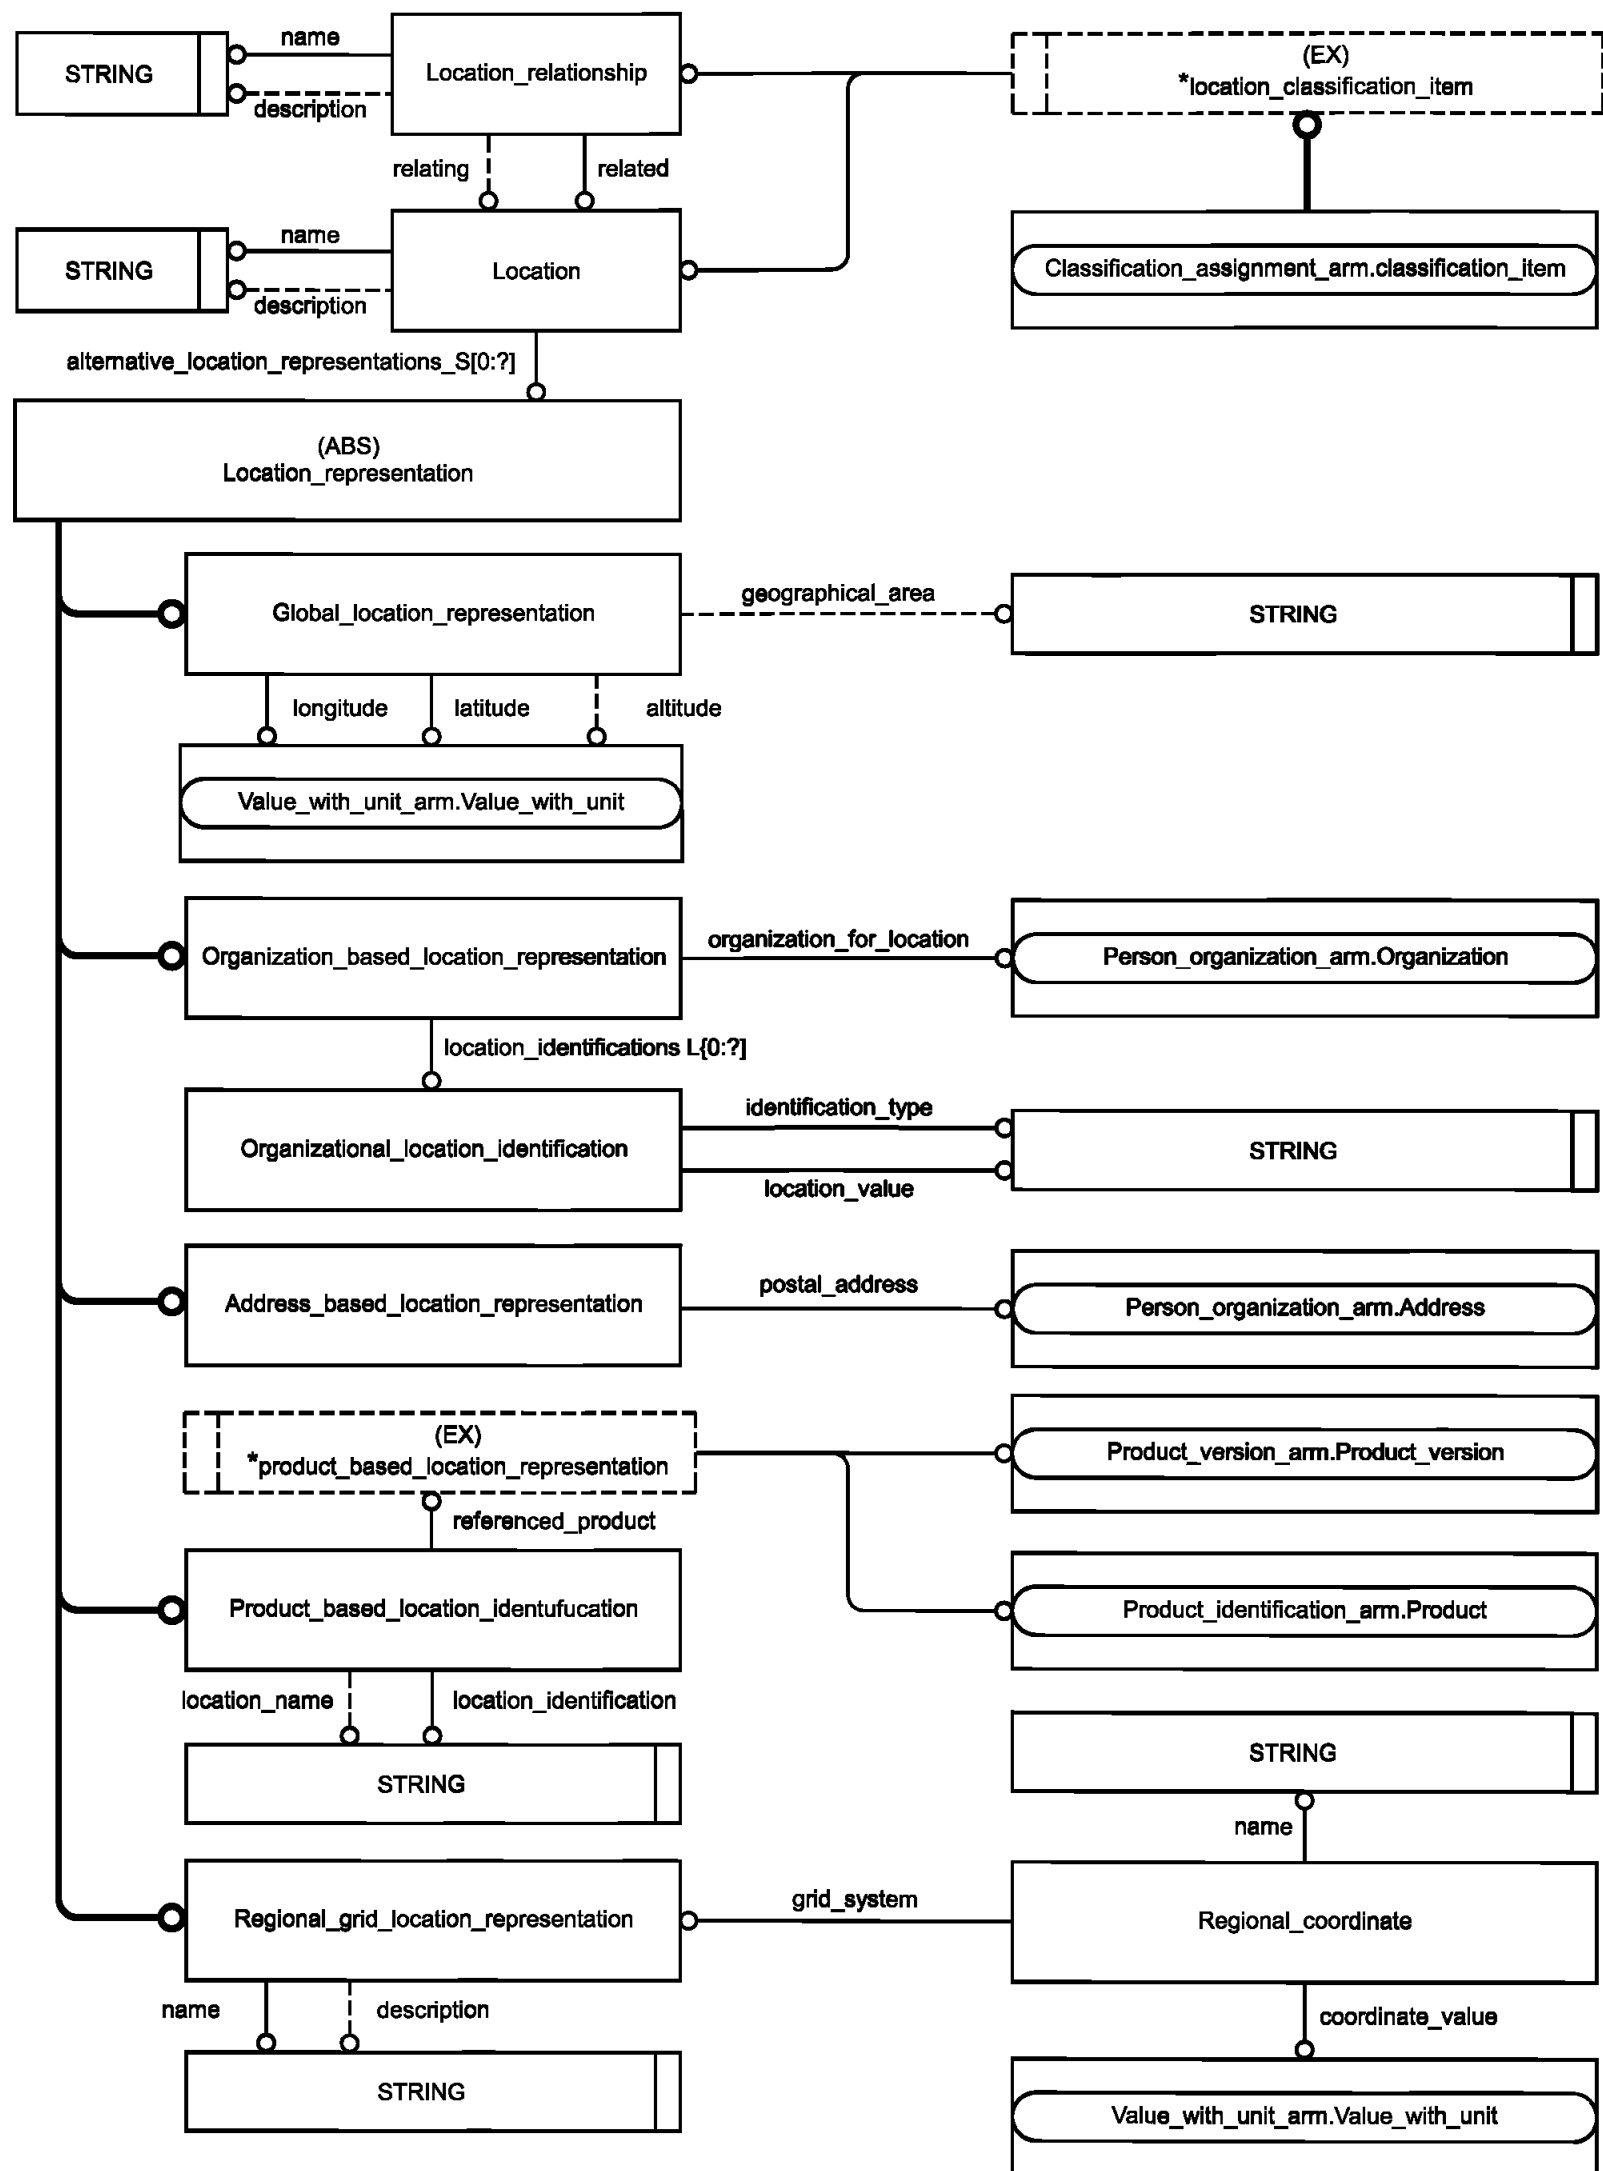 name
STRING
description
Location_relationship
(EX)
*location_classification_item
relating
related
name
STRING
description
Location
Classification_assignment_arm.classification_item
alternative_location_representations_S[0:?]
(ABS)
Location_representation
Global_location_representation
geographical_area
STRING
longitude
latitude
altitude
Value_with_unit_arm.Value_with_unit
Organization_based_location_representation
organization_for_location
Person_organization_arm.Organization
location_identifications L{0:?]
Organizational_location_identification
identification_type
location_value
STRING
Address_based_location_representation
postal_address
Person_organization_arm.Address
(EX)
*product_based_location_representation
Product_version_arm.Product_version
referenced_product
Product_based_location_identufucation
Product_identification_arm.Product
location_name
location_identification
STRING
STRING
name
Regional_grid_location_representation
grid_system
Regional_coordinate
name
description
STRING
coordinate_value
Value_with_unit_arm.Value_with_unit